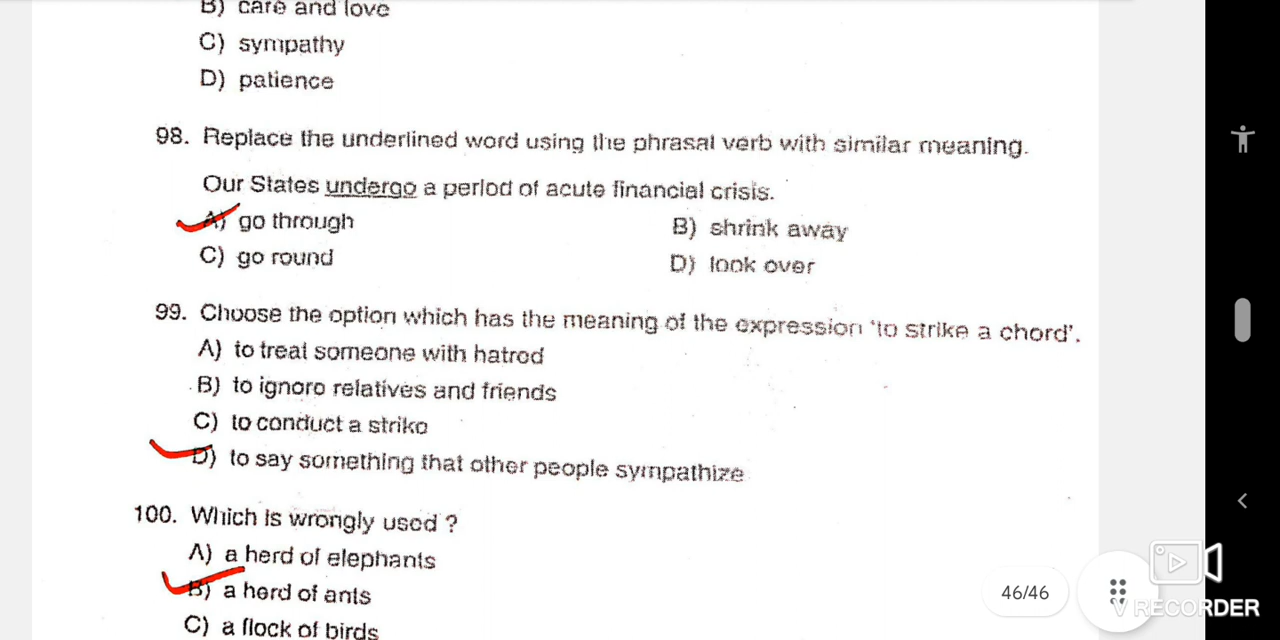 B) care and love
C) sympathy
D) patience
98. Replace the underlined word using the phrasal verb with similar meaning.
Our States undergo a period of acute financial crisis.
A) go through
B) shrink away
C) go round
D) look over
99. Choose the option which has the meaning of the expression 'to strike a chord'.
A) to treat someone with hatred
B) to ignore relatives and friends
C) to conduct a strike
D) to say something that other people sympathize
100. Which is wrongly used ?
A) a herd of elephants
B) a herd of ants
C) a flock of birds
46/46
V RECORDER